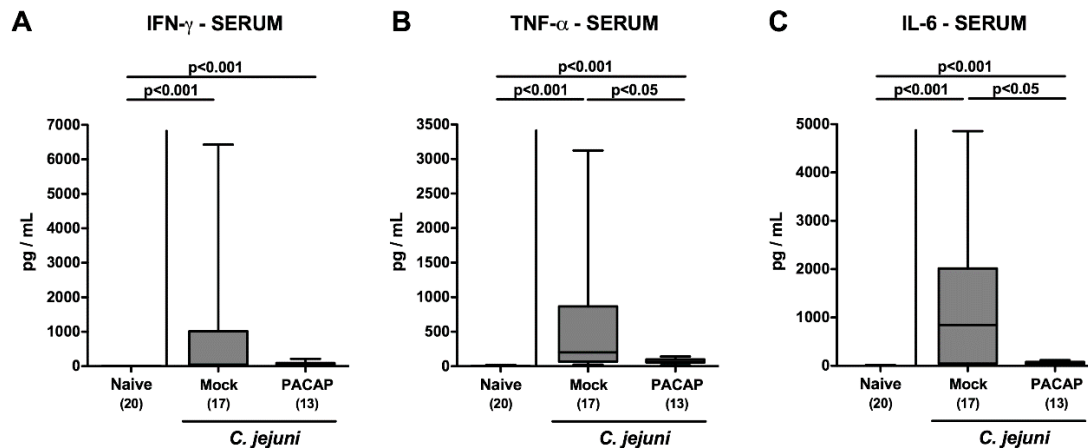 A
IFN-γ - SERUM
p<0.001
p<0.001
7000
6000
5000
4000
3000
2000
1000
0
pg / mL
Naive
(20)
Mock
(17)
PACAP
(13)
C. jejuni
B
TNF-α - SERUM
p<0.001
p<0.001
p<0.05
3500
3000
2500
2000
1500
1000
500
0
pg / mL
Naive
(20)
Mock
(17)
PACAP
(13)
C. jejuni
C
IL-6 - SERUM
p<0.001
p<0.001
p<0.05
5000
4000
3000
2000
1000
0
pg / mL
Naive
(20)
Mock
(17)
PACAP
(13)
C. jejuni